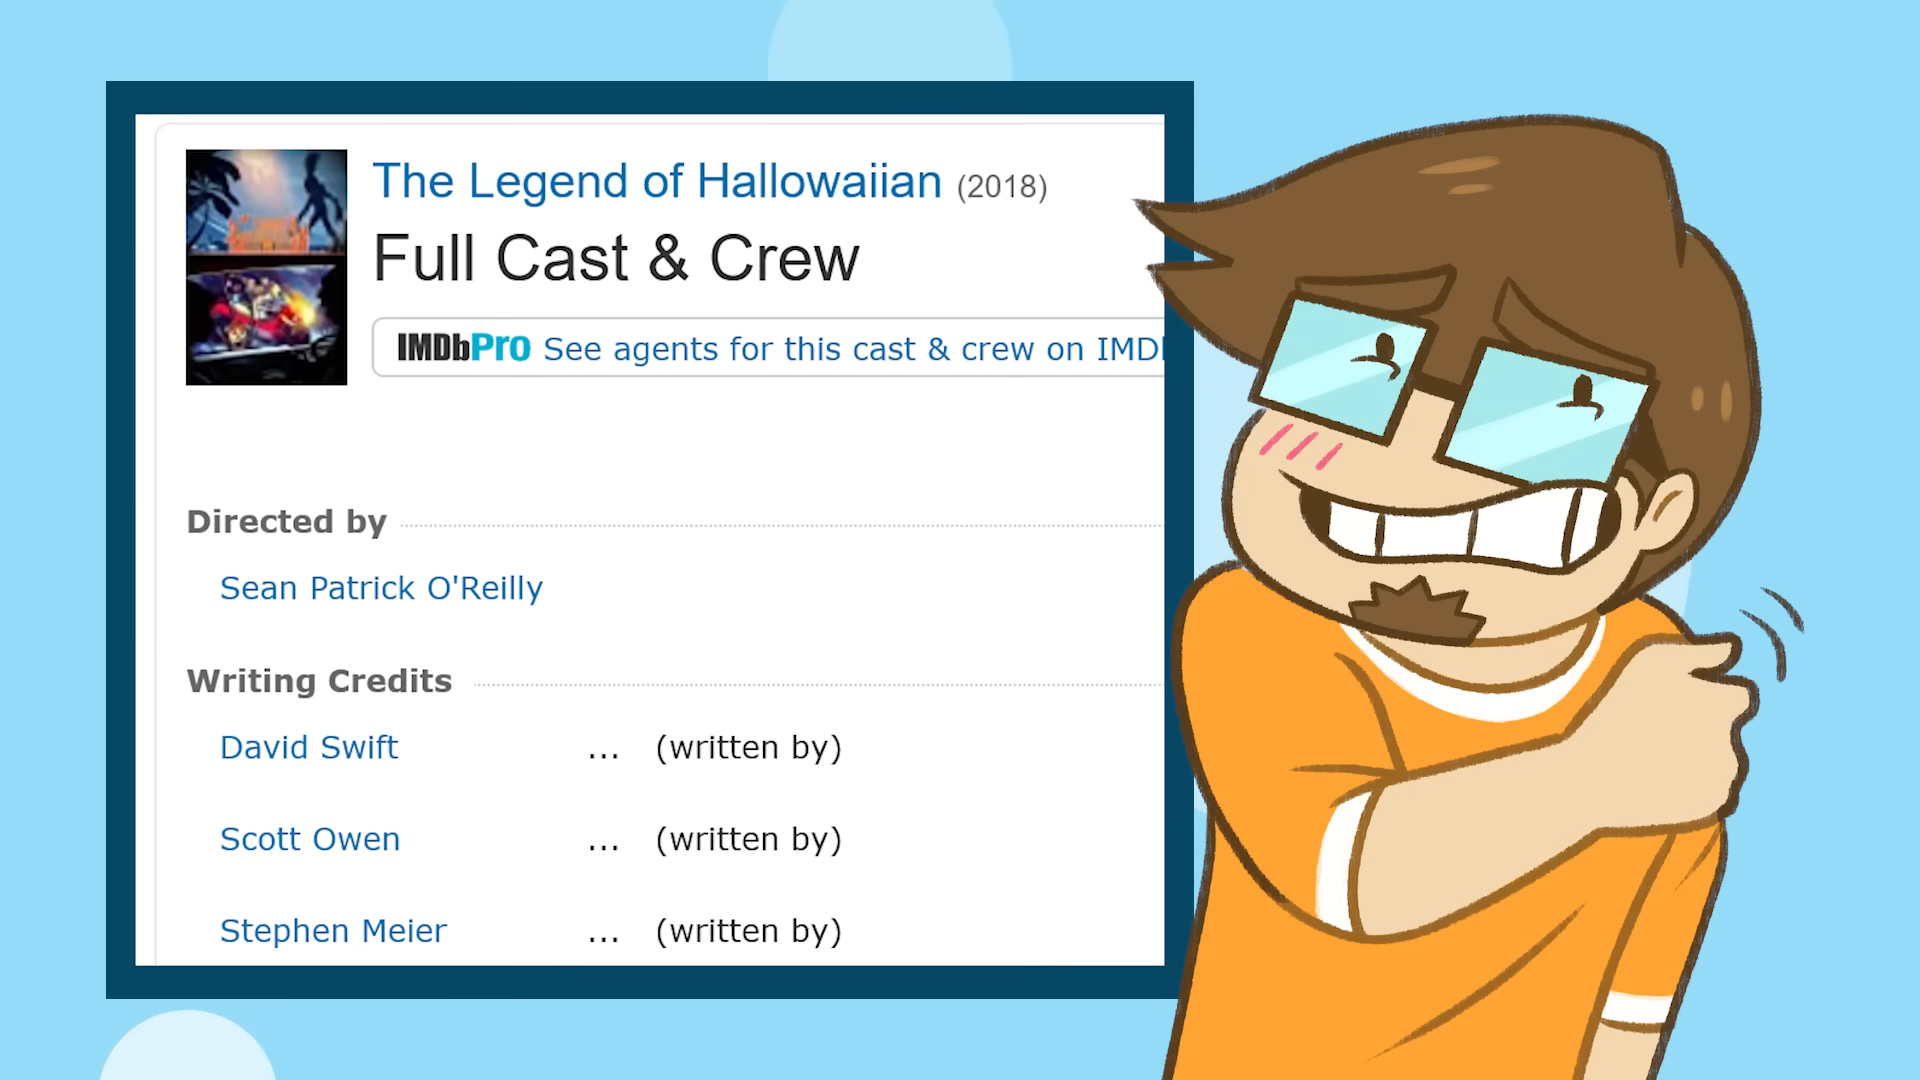 The Legend of Hallowaiian (2018)
Full Cast & Crew
IMDbPro See agents for this cast & crew on IMD
Directed by
Sean Patrick O'Reilly
Writing Credits
David Swift ... (written by)
Scott Owen ... (written by)
Stephen Meier ... (written by)